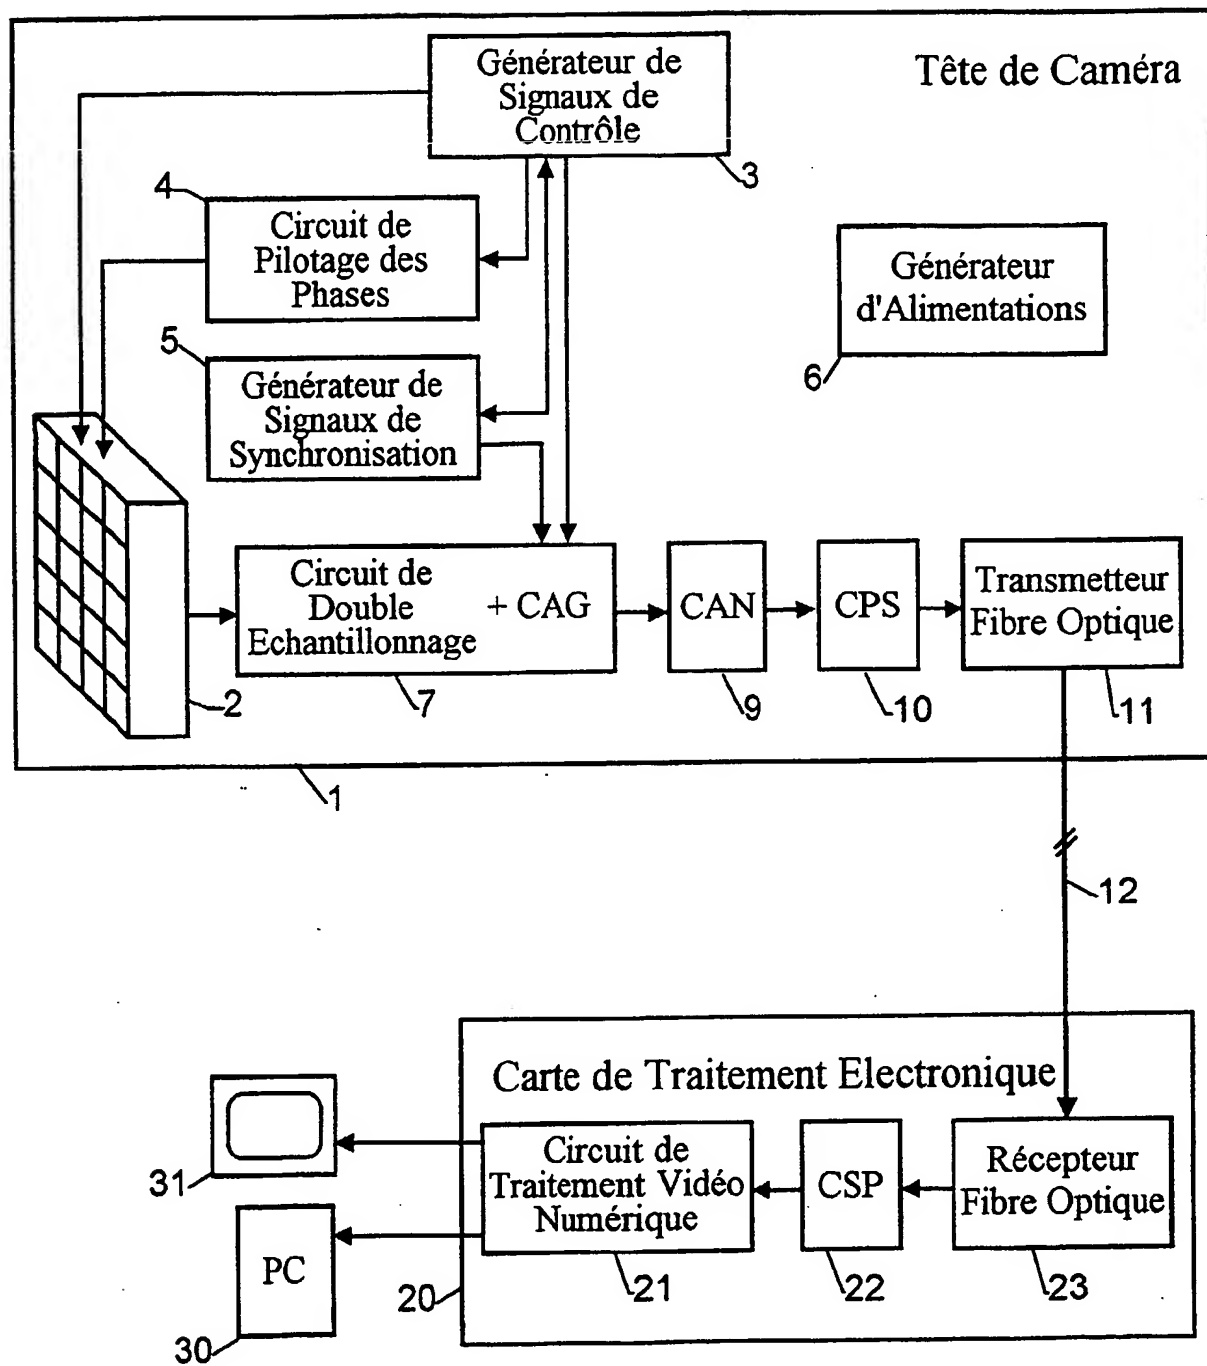 Tête de Caméra
Générateur de
Signaux de
Contrôle
3
4
Circuit de
Pilotage des
Phases
Générateur
d'Alimentations
6
5
Générateur de
Signaux de
Synchronisation
2
Circuit de
Double
Echantillonnage
+ CAG
7
CAN
9
CPS
10
Transmetteur
Fibre Optique
11
1
12
Carte de Traitement Electronique
31
Circuit de
Traitement Vidéo
Numérique
21
CSP
22
Récepteur
Fibre Optique
23
20
PC
30